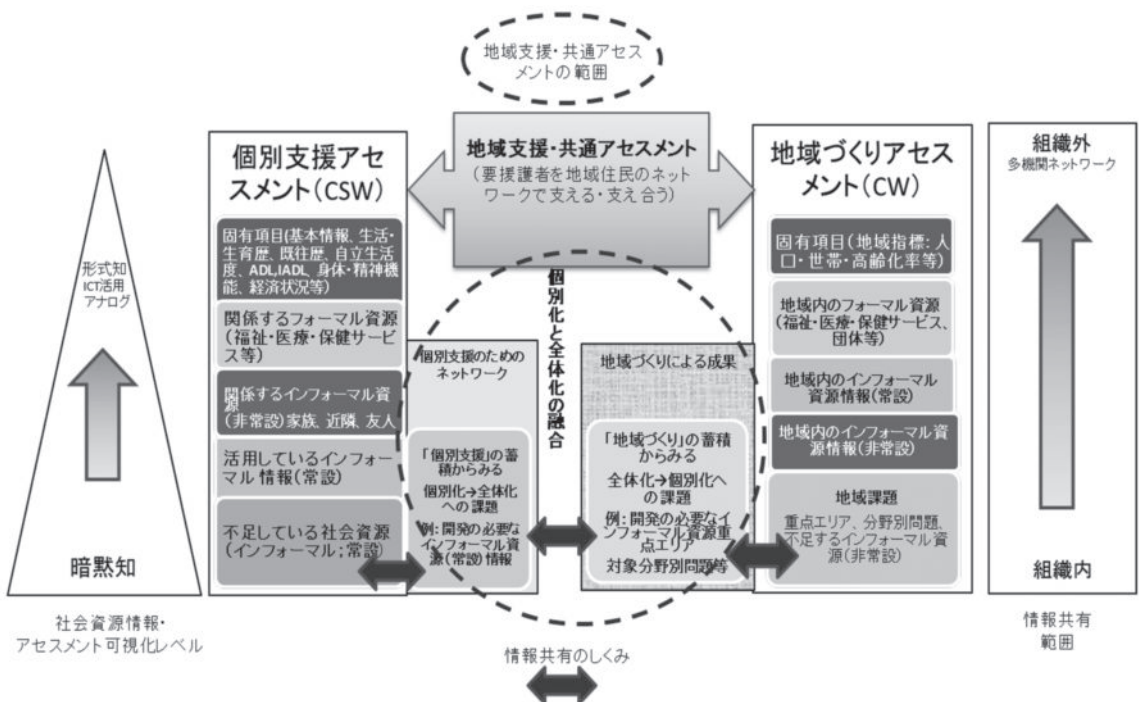 地域支援・共通アセス
メントの範囲
個別支援アセ
スメント（CSW）
地域支援・共通アセスメント
（要援護者を地域住民のネット
ワークで支える・支え合う）
地域づくりアセス
メント（CW）
組織外
多機関ネットワーク
形式知
ICT活用
アナログ
暗黙知
社会資源情報・
アセスメント可視化レベル
固有項目(基本情報、生活・
生育歴、既往歴、自立生活
度、ADL,IADL、身体・精神機
能、経済状況等)
関係するフォーマル資源
（福祉・医療・保健サービ
ス等）
関係するインフォーマル資
源
（非常設）家族、近隣、友人
活用しているインフォー
マル情報（常設）
不足している社会資源
（インフォーマル;常設）
個別支援のための
ネットワーク
「個別支援」の蓄
積からみる
個別化→全体化
への課題
例：開発の必要な
インフォーマル資
源（常設）情報
個別化と全体化の融合
地域づくりによる成果
「地域づくり」の蓄積
からみる
全体化→個別化へ
の課題
例：開発の必要なイ
ンフォーマル資源重
点エリア
対象分野別問題等
固有項目（地域指標：人
口・世帯・高齢化率等）
地域内のフォーマル資源
（福祉・医療・保健サービス、
団体等）
地域内のインフォーマル
資源情報（常設）
地域内のインフォーマル資
源情報（非常設）
地域課題
重点エリア、分野別問題、
不足するインフォーマル資
源（非常設）
組織内
情報共有
範囲
情報共有のしくみ